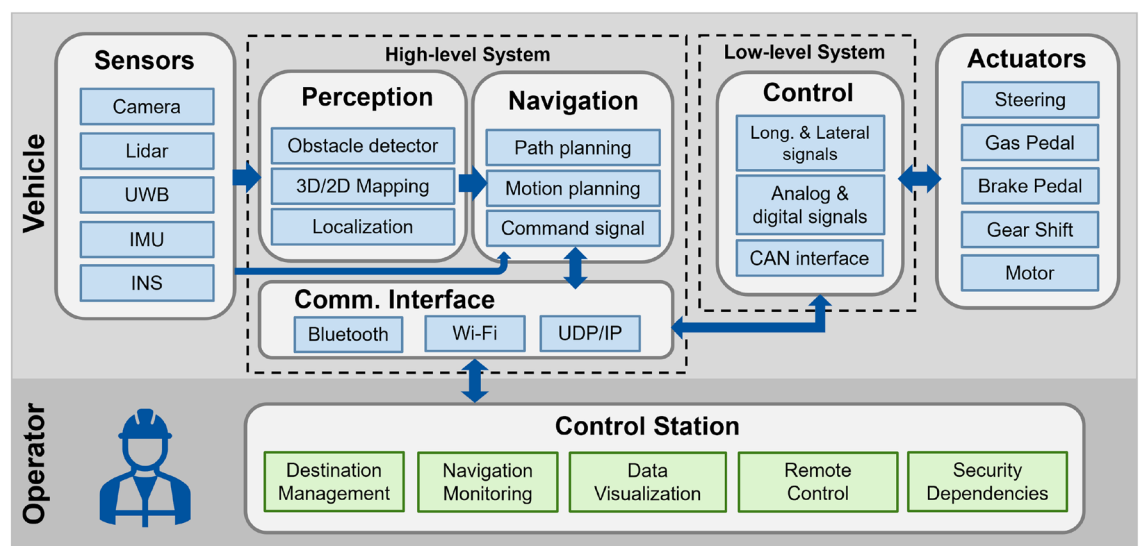 Vehicle
Sensors
Camera
Lidar
UWB
IMU
INS
High-level System
Perception
Obstacle detector
3D/2D Mapping
Localization
Navigation
Path planning
Motion planning
Command signal
Comm. Interface
Bluetooth
Wi-Fi
UDP/IP
Low-level System
Control
Long. & Lateral
signals
Analog &
digital signals
CAN interface
Actuators
Steering
Gas Pedal
Brake Pedal
Gear Shift
Motor
Operator
Control Station
Destination
Management
Navigation
Monitoring
Data
Visualization
Remote
Control
Security
Dependencies